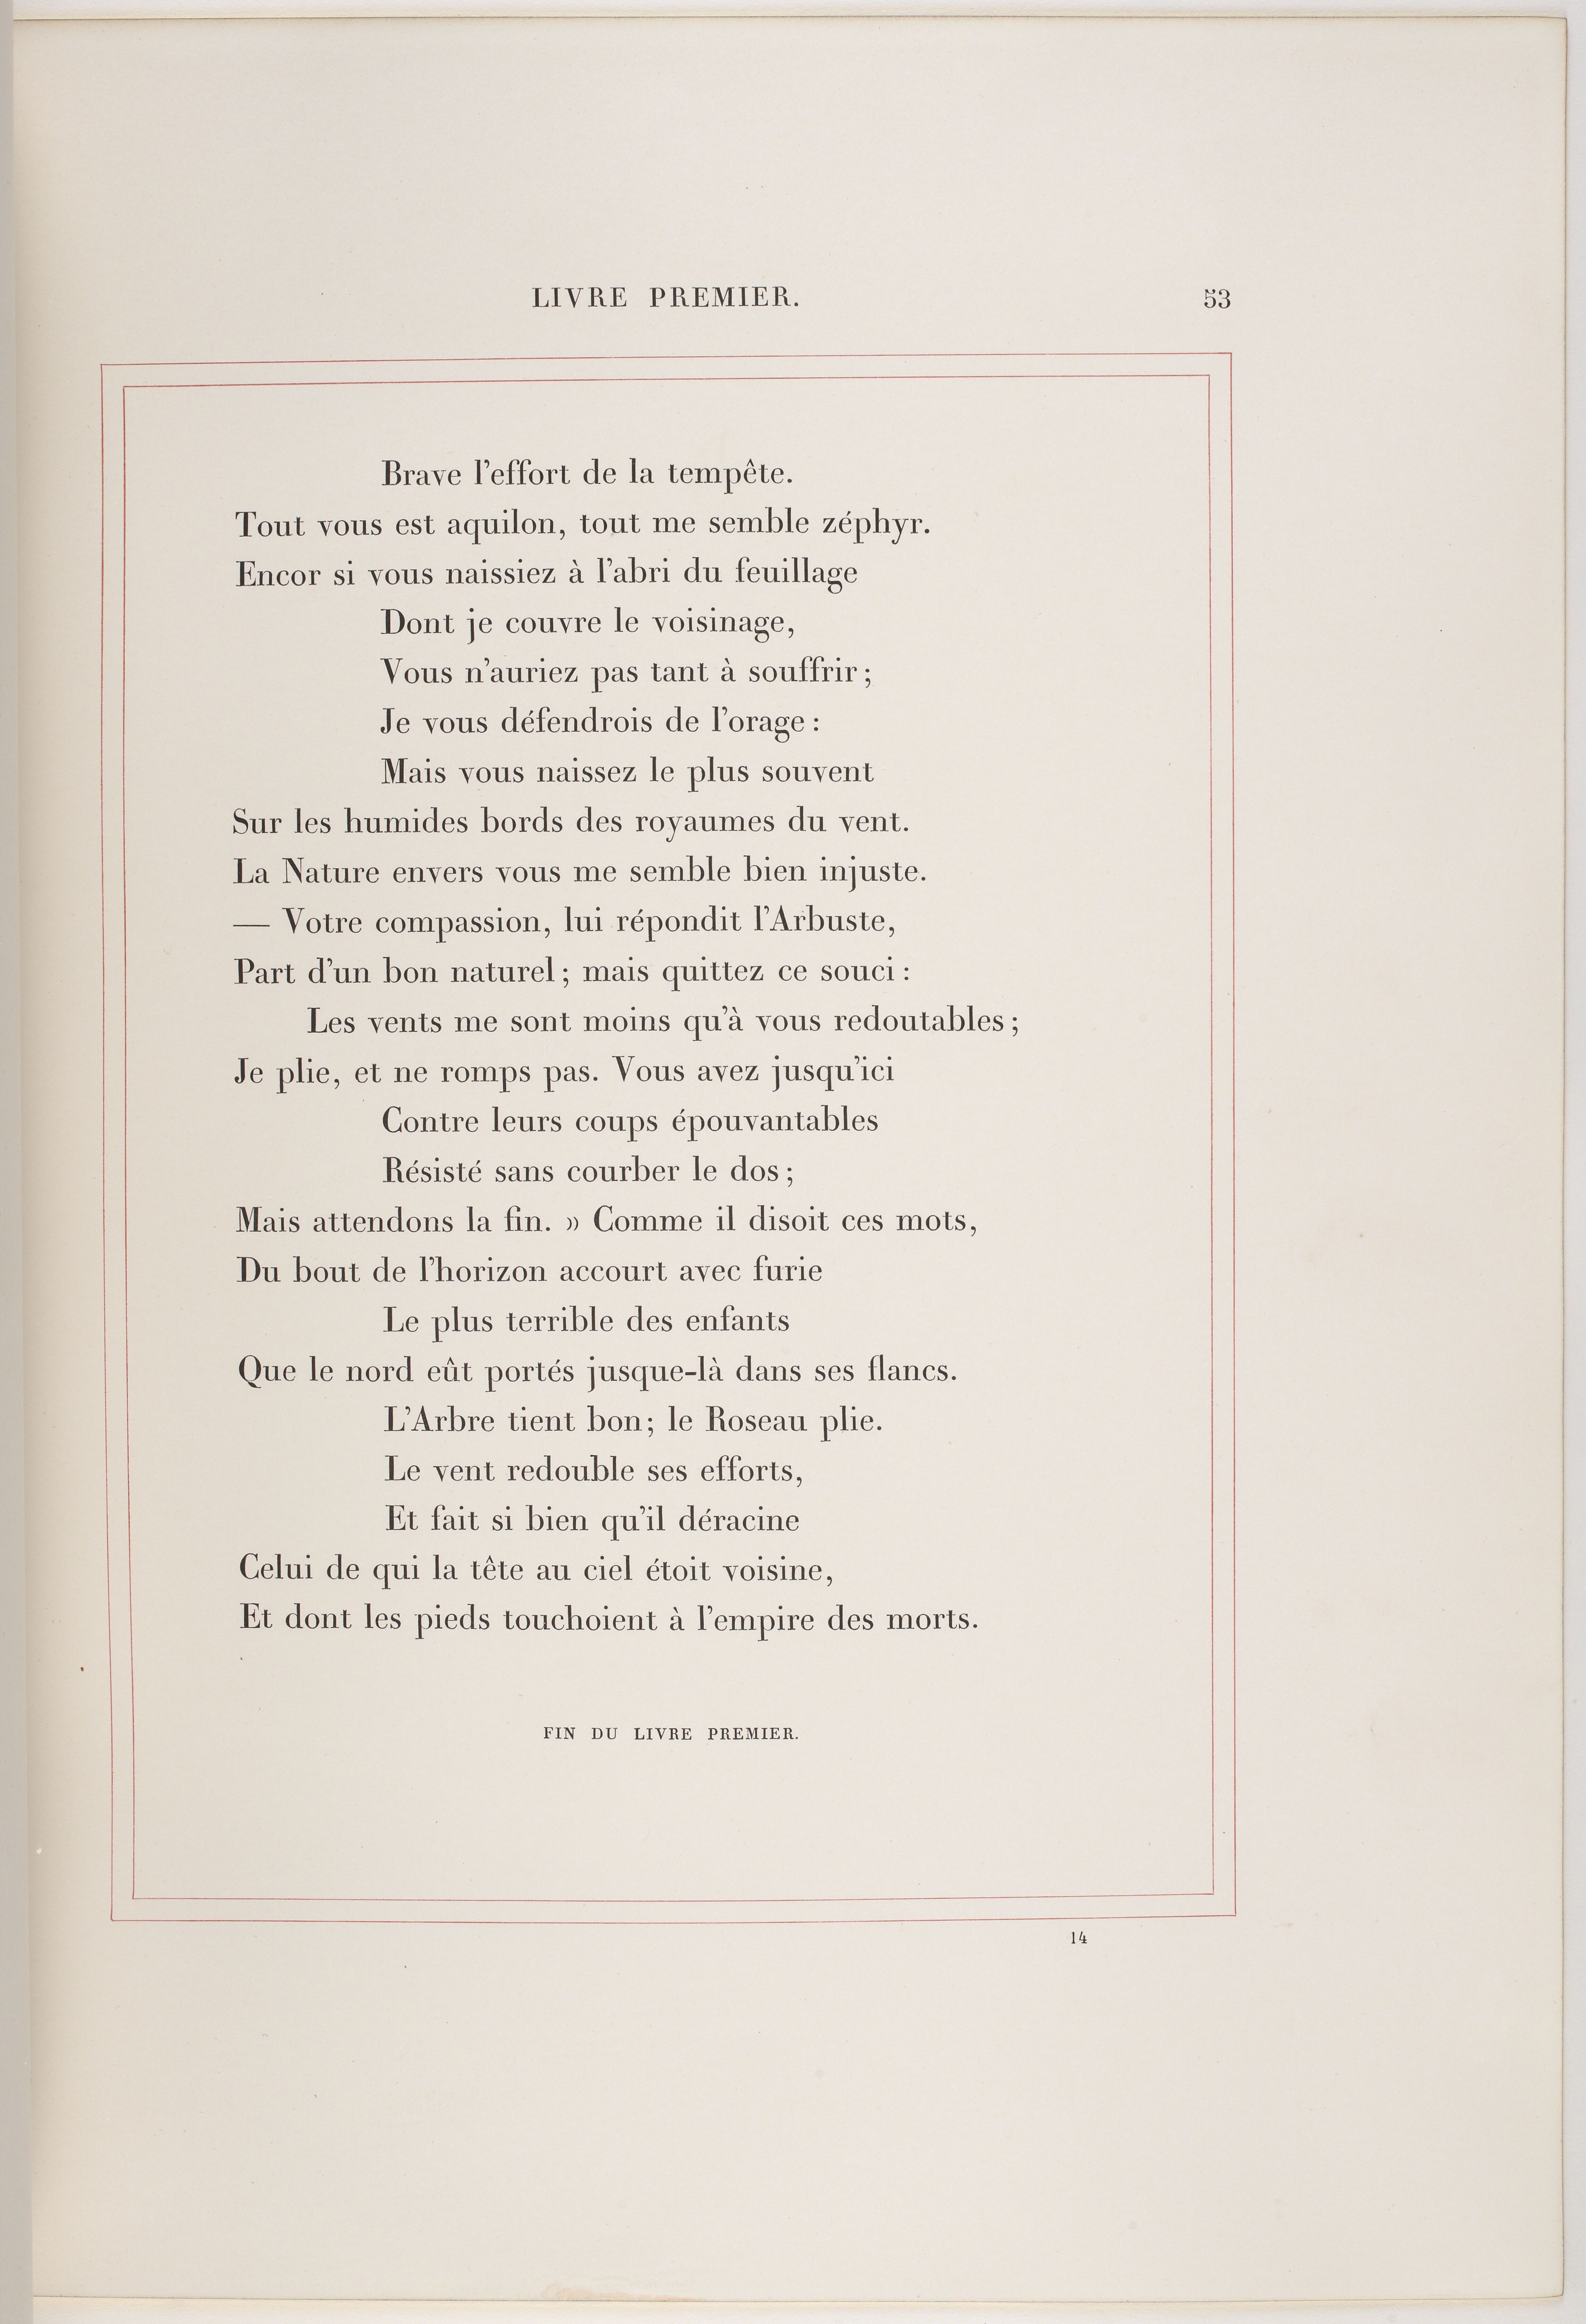 LIVRE PREMIER. 53
Brave l'effort de la tempête.
Tout vous est aquilon, tout me semble zéphyr.
Encor si vous naissiez à l'abri du feuillage
Dont je couvre le voisinage,
Vous n'auriez pas tant à souffrir ;
Je vous défendrois de l'orage :
Mais vous naissez le plus souvent
Sur les humides bords des royaumes du vent.
La Nature envers vous me semble bien injuste.
— Votre compassion, lui répondit l'Arbuste,
Part d'un bon naturel ; mais quittez ce souci :
Les vents me sont moins qu'à vous redoutables ;
Je plie, et ne romps pas. Vous avez jusqu'ici
Contre leurs coups épouvantables
Résisté sans courber le dos ;
Mais attendons la fin. » Comme il disoit ces mots,
Du bout de l'horizon accourt avec furie
Le plus terrible des enfants
Que le nord eût portés jusque-là dans ses flancs.
L'Arbre tient bon ; le Roseau plie.
Le vent redouble ses efforts,
Et fait si bien qu'il déracine
Celui de qui la tête au ciel étoit voisine,
Et dont les pieds touchoient à l'empire des morts.
FIN DU LIVRE PREMIER.
14